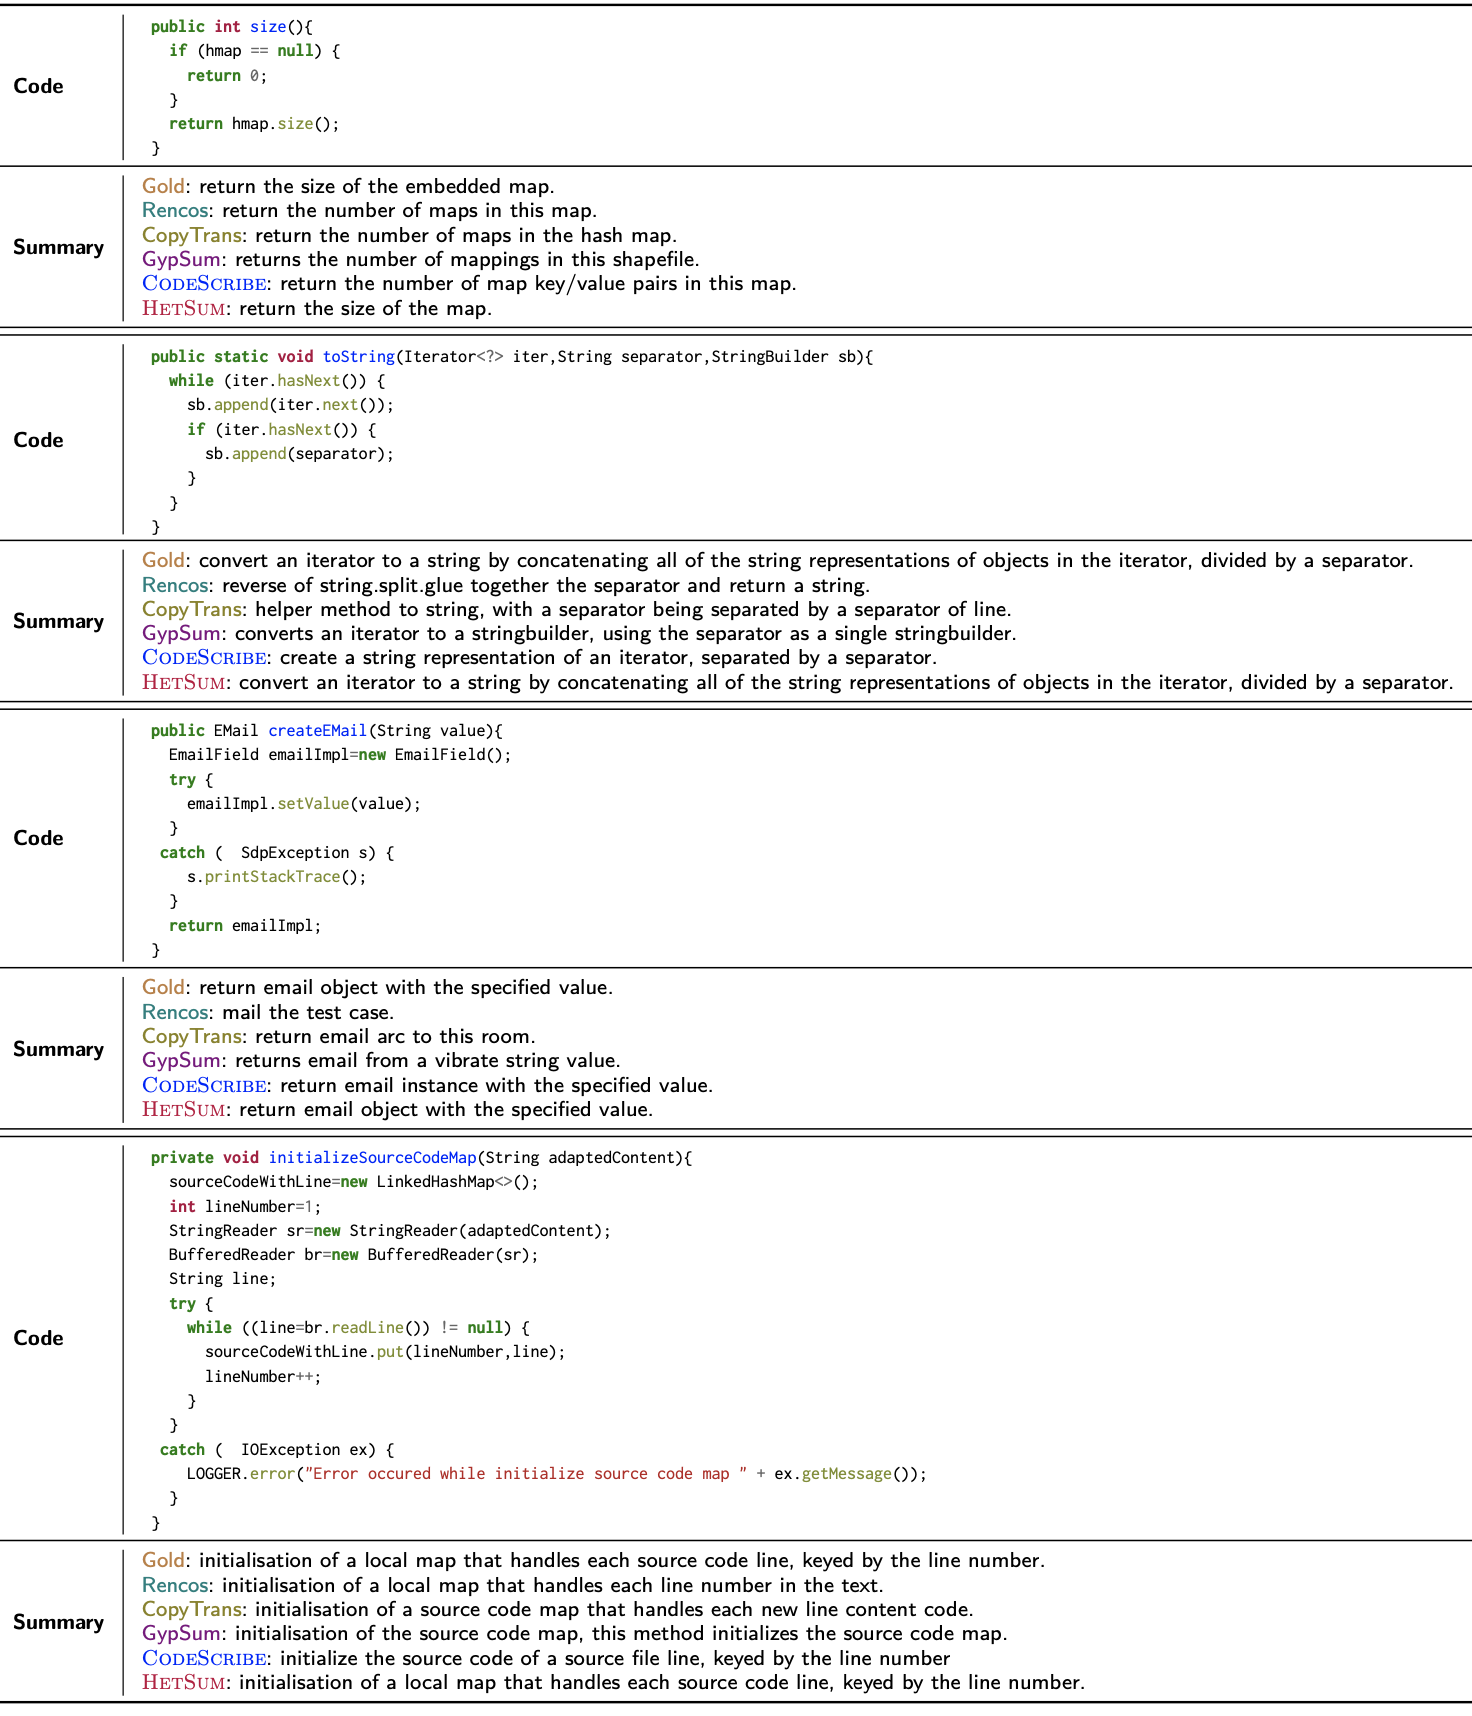 Code
public int size(){
if (hmap == null) {
return 0;
}
return hmap.size();
}
Summary
Gold: return the size of the embedded map.
Rencos: return the number of maps in this map.
CopyTrans: return the number of maps in the hash map.
GypSum: returns the number of mappings in this shapefile.
CODESCRIBE: return the number of map key/value pairs in this map.
HETSUM: return the size of the map.
Code
public static void toString(Iterator<?> iter,String separator,StringBuilder sb){
while (iter.hasNext()) {
sb.append(iter.next());
if (iter.hasNext()) {
sb.append(separator);
}
}
}
Summary
Gold: convert an iterator to a string by concatenating all of the string representations of objects in the iterator, divided by a separator.
Rencos: reverse of string.split.glue together the separator and return a string.
CopyTrans: helper method to string, with a separator being separated by a separator of line.
GypSum: converts an iterator to a stringbuilder, using the separator as a single stringbuilder.
CODESCRIBE: create a string representation of an iterator, separated by a separator.
HETSUM: convert an iterator to a string by concatenating all of the string representations of objects in the iterator, divided by a separator.
Code
public EMail createEMail(String value){
EmailField emailImpl=new EmailField();
try {
emailImpl.setValue(value);
}
catch (  SdpException s) {
s.printStackTrace();
}
return emailImpl;
}
Summary
Gold: return email object with the specified value.
Rencos: mail the test case.
CopyTrans: return email arc to this room.
GypSum: returns email from a vibrate string value.
CODESCRIBE: return email instance with the specified value.
HETSUM: return email object with the specified value.
Code
private void initializeSourceCodeMap(String adaptedContent){
sourceCodeWithLine=new LinkedHashMap<>();
int lineNumber=1;
StringReader sr=new StringReader(adaptedContent);
BufferedReader br=new BufferedReader(sr);
String line;
try {
while ((line=br.readLine()) != null) {
sourceCodeWithLine.put(lineNumber,line);
lineNumber++;
}
}
catch (  IOException ex) {
LOGGER.error("Error occured while initialize source code map " + ex.getMessage());
}
}
Summary
Gold: initialisation of a local map that handles each source code line, keyed by the line number.
Rencos: initialisation of a local map that handles each line number in the text.
CopyTrans: initialisation of a source code map that handles each new line content code.
GypSum: initialisation of the source code map, this method initializes the source code map.
CODESCRIBE: initialize the source code of a source file line, keyed by the line number
HETSUM: initialisation of a local map that handles each source code line, keyed by the line number.